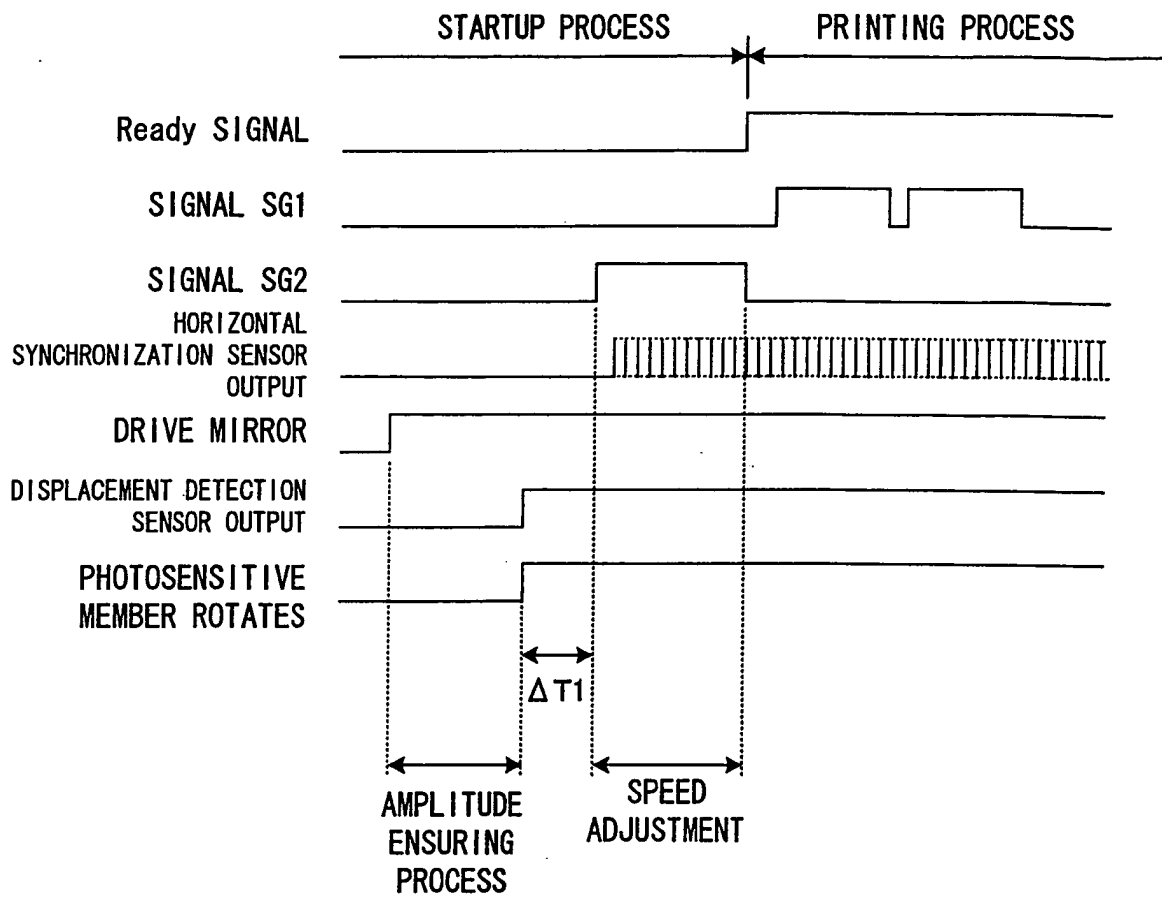 STARTUP PROCESS
PRINTING PROCESS
Ready SIGNAL
SIGNAL SG1
SIGNAL SG2
HORIZONTAL
SYNCHRONIZATION SENSOR
OUTPUT
DRIVE MIRROR
DISPLACEMENT DETECTION
SENSOR OUTPUT
PHOTOSENSITIVE
MEMBER ROTATES
ΔT1
AMPLITUDE
ENSURING
PROCESS
SPEED
ADJUSTMENT